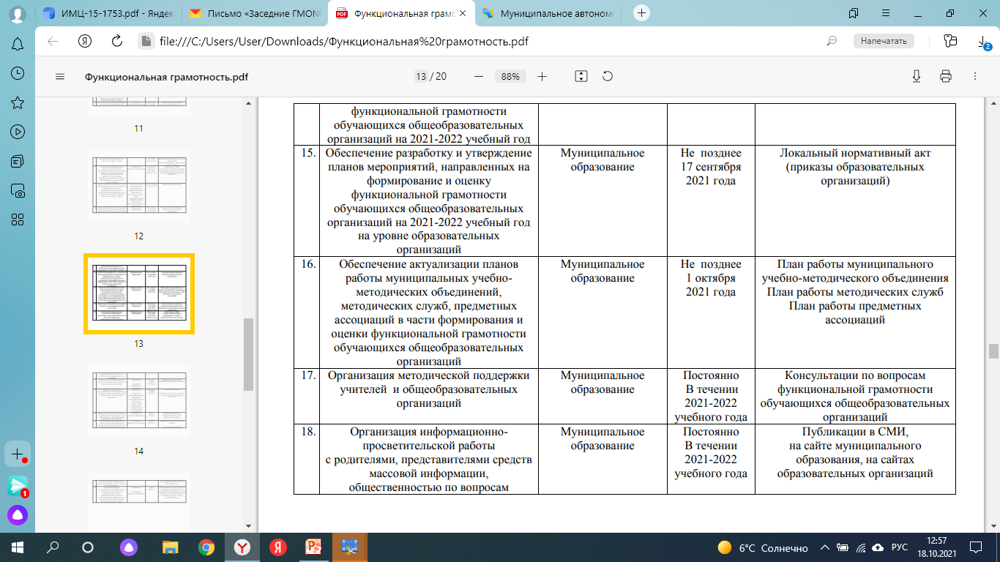 ИМЦ-15-1753.pdf - Яндек
Письмо «Заседние ГМО
Функциональная грамо
Муниципальное автоном
file:///C:/Users/User/Downloads/Функциональная%20грамотность.pdf
Напечатать
2
Функциональная грамотность.pdf
13 / 20
88%
11
12
13
14
функциональной грамотности
обучающихся общеобразовательных
организаций на 2021-2022 учебный год
15.
Обеспечение разработку и утверждение
планов мероприятий, направленных на
формирование и оценку
функциональной грамотности
обучающихся общеобразовательных
организаций на 2021-2022 учебный год
на уровне образовательных
организаций
Муниципальное
образование
Не позднее
17 сентября
2021 года
Локальный нормативный акт
(приказы образовательных
организаций)
16.
Обеспечение актуализации планов
работы муниципальных учебно-
методических объединений,
методических служб, предметных
ассоциаций в части формирования и
оценки функциональной грамотности
обучающихся общеобразовательных
организаций
Муниципальное
образование
Не позднее
1 октября
2021 года
План работы муниципального
учебно-методического объединения
План работы методических служб
План работы предметных
ассоциаций
17.
Организация методической поддержки
учителей и общеобразовательных
организаций
Муниципальное
образование
Постоянно
В течении
2021-2022
учебного года
Консультации по вопросам
функциональной грамотности
обучающихся общеобразовательных
организаций
18.
Организация информационно-
просветительской работы
с родителями, представителями средств
массовой информации,
общественностью по вопросам
Муниципальное
образование
Постоянно
В течении
2021-2022
учебного года
Публикации в СМИ,
на сайте муниципального
образования, на сайтах
образовательных организаций
1
6°C Солнечно
РУС
12:57
18.10.2021